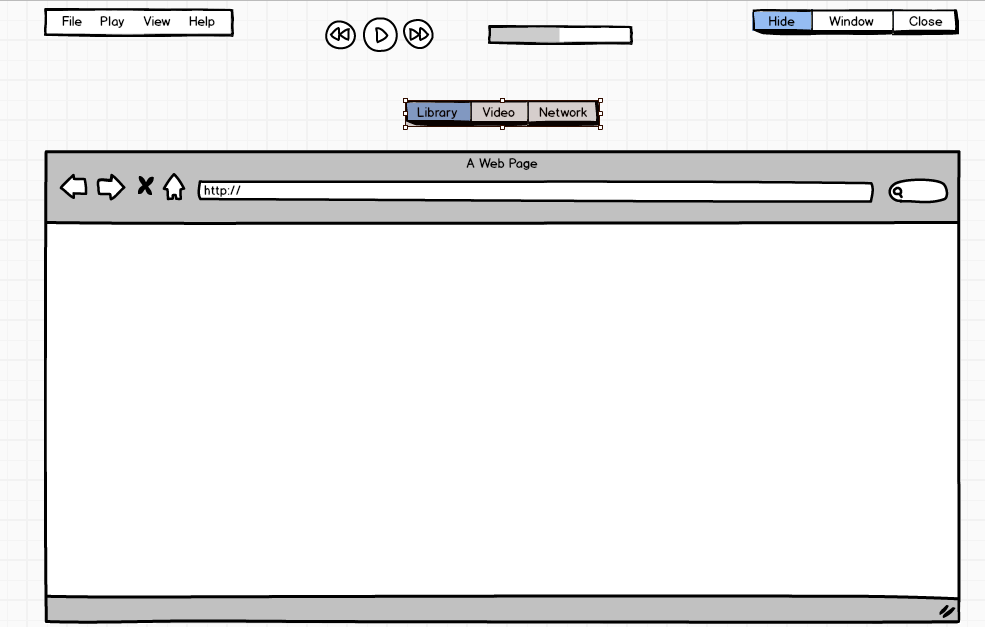 File Play View Help
Hide Window Close
Library Video Network
A Web Page
http://